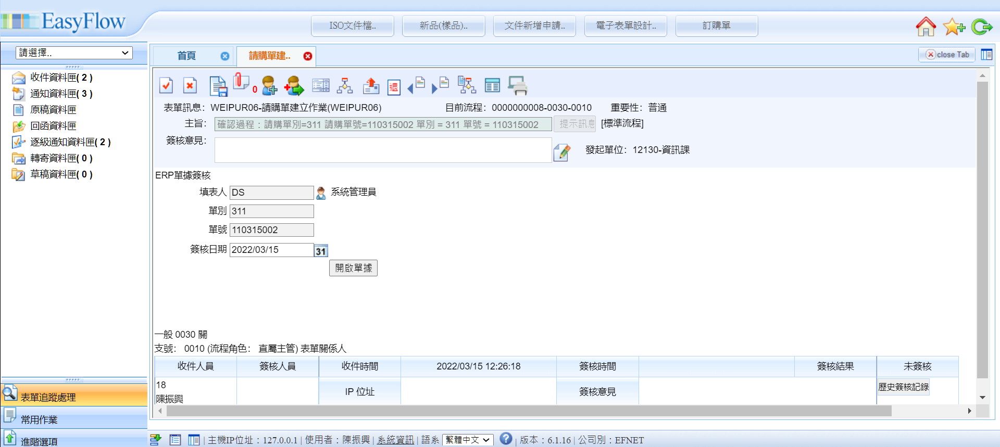 EasyFlow
ISO文件檔..
新品(樣品)..
文件新增申請..
電子表單設計..
訂購單
請選擇..
首頁
請購單建..
close Tab
收件資料匣( 2 )
通知資料匣( 3 )
原稿資料匣
回函資料匣
逐級通知資料匣( 2 )
轉寄資料匣( 0 )
草稿資料匣( 0 )
0
退
表單訊息: WEIPUR06-請購單建立作業(WEIPUR06) 目前流程: 0000000008-0030-0010 重要性: 普通
主旨: 確認過程：請購單別=311 請購單號=110315002 單別 = 311 單號 = 110315002 提示訊息 [標準流程]
簽核意見: 發起單位: 12130-資訊課
ERP單據簽核
填表人 DS 系統管理員
單別 311
單號 110315002
簽核日期 2022/03/15 31
開啟單據
一般 0030 關
支號: 0010 (流程角色: 直屬主管) 表單關係人
收件人員 簽核人員 收件時間 2022/03/15 12:26:18 簽核時間 簽核結果 未簽核
18
陳振興
IP 位址 簽核意見 歷史簽核記錄
表單追蹤處理
常用作業
進階選項
| 主機IP位址：127.0.0.1 | 使用者：陳振興 | 系統資訊 | 語系 繁體中文 | 版本：6.1.16 | 公司別：EFNET